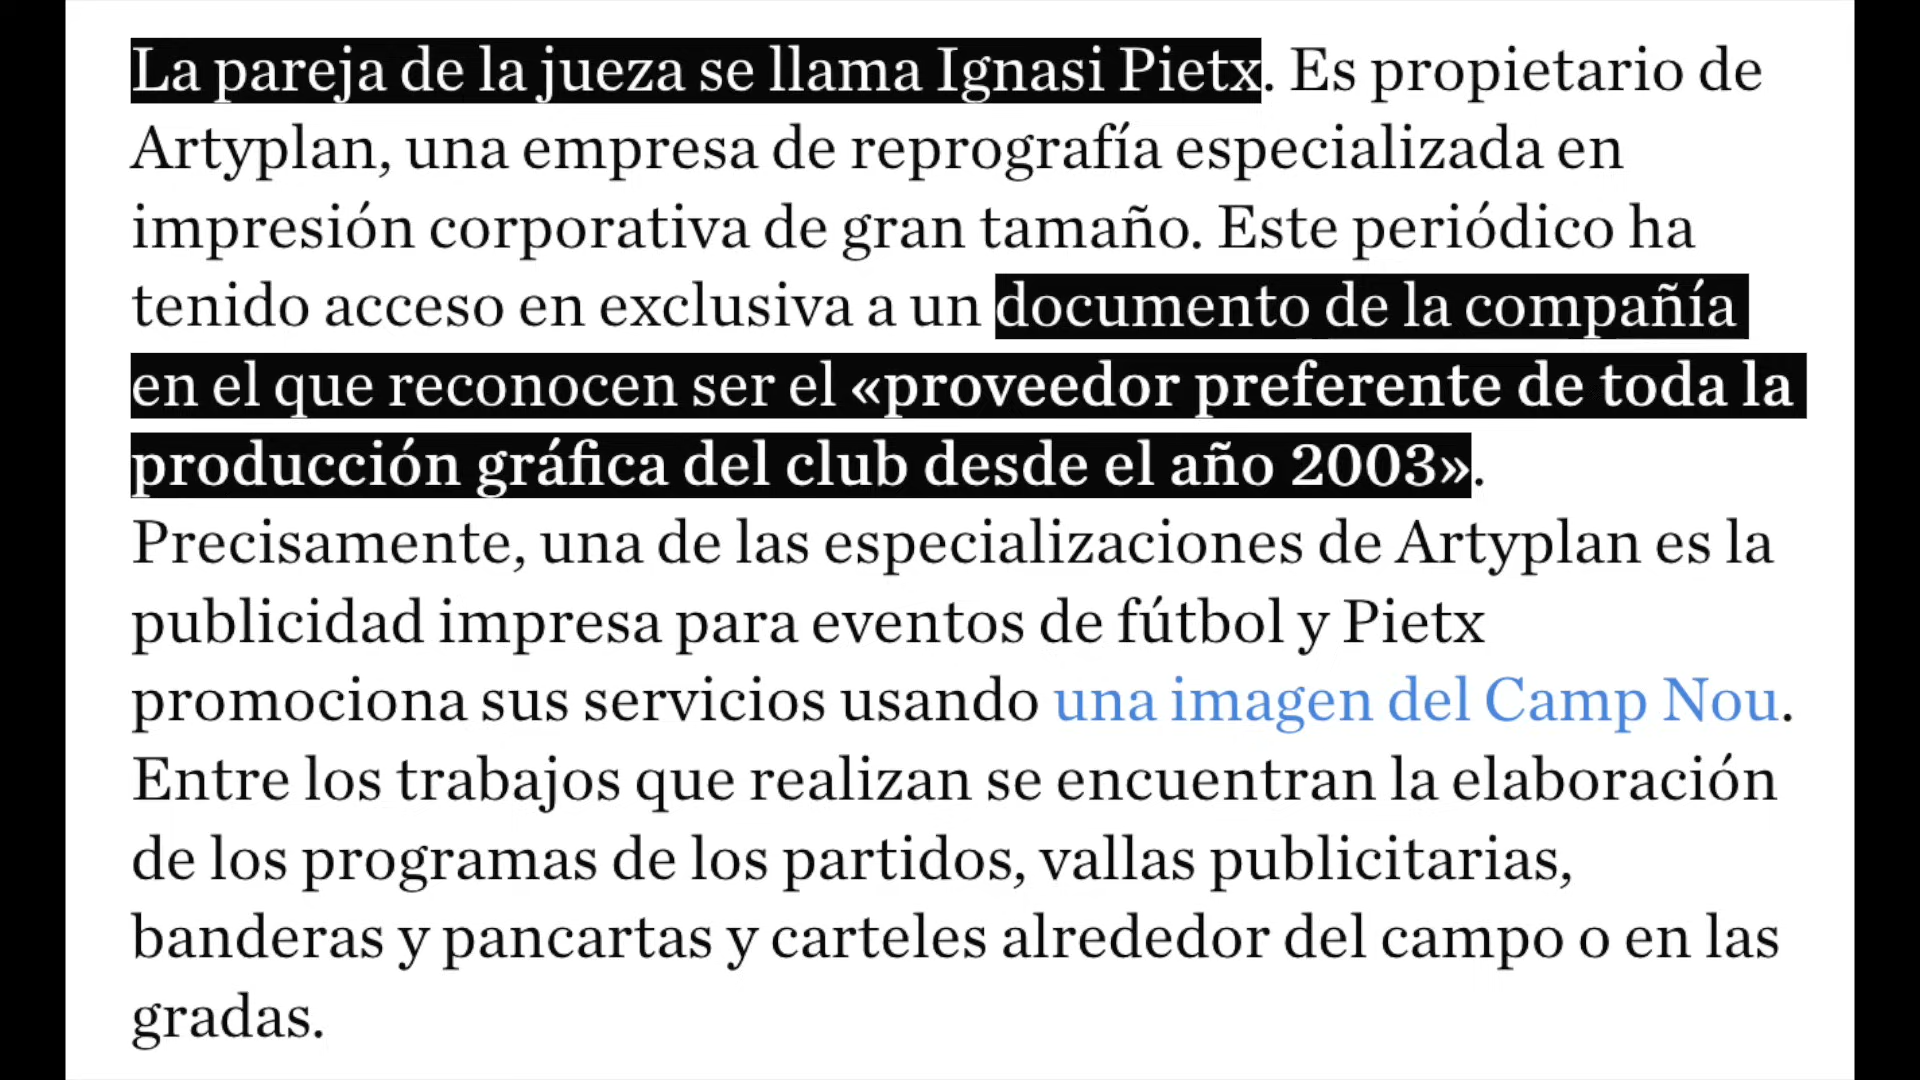 La pareja de la jueza se llama Ignasi Pietx. Es propietario de
Artyplan, una empresa de reprografía especializada en
impresión corporativa de gran tamaño. Este periódico ha
tenido acceso en exclusiva a un documento de la compañía
en el que reconocen ser el «proveedor preferente de toda la
producción gráfica del club desde el año 2003».
Precisamente, una de las especializaciones de Artyplan es la
publicidad impresa para eventos de fútbol y Pietx
promociona sus servicios usando una imagen del Camp Nou.
Entre los trabajos que realizan se encuentran la elaboración
de los programas de los partidos, vallas publicitarias,
banderas y pancartas y carteles alrededor del campo o en las
gradas.